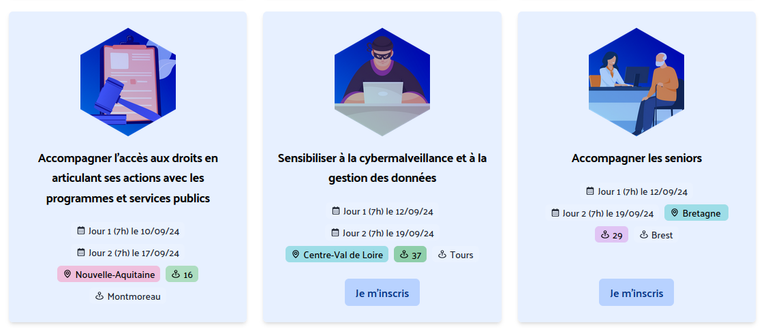 Accompagner l'accès aux droits en
articulant ses actions avec les
programmes et services publics
Jour 1 (7h) le 10/09/24
Jour 2 (7h) le 17/09/24
Nouvelle-Aquitaine 16
Montmoreau
Sensibiliser à la cybermalveillance et à la
gestion des données
Jour 1 (7h) le 12/09/24
Jour 2 (7h) le 19/09/24
Centre-Val de Loire 37 Tours
Je m'inscris
Accompagner les seniors
Jour 1 (7h) le 12/09/24
Jour 2 (7h) le 19/09/24 Bretagne
29 Brest
Je m'inscris